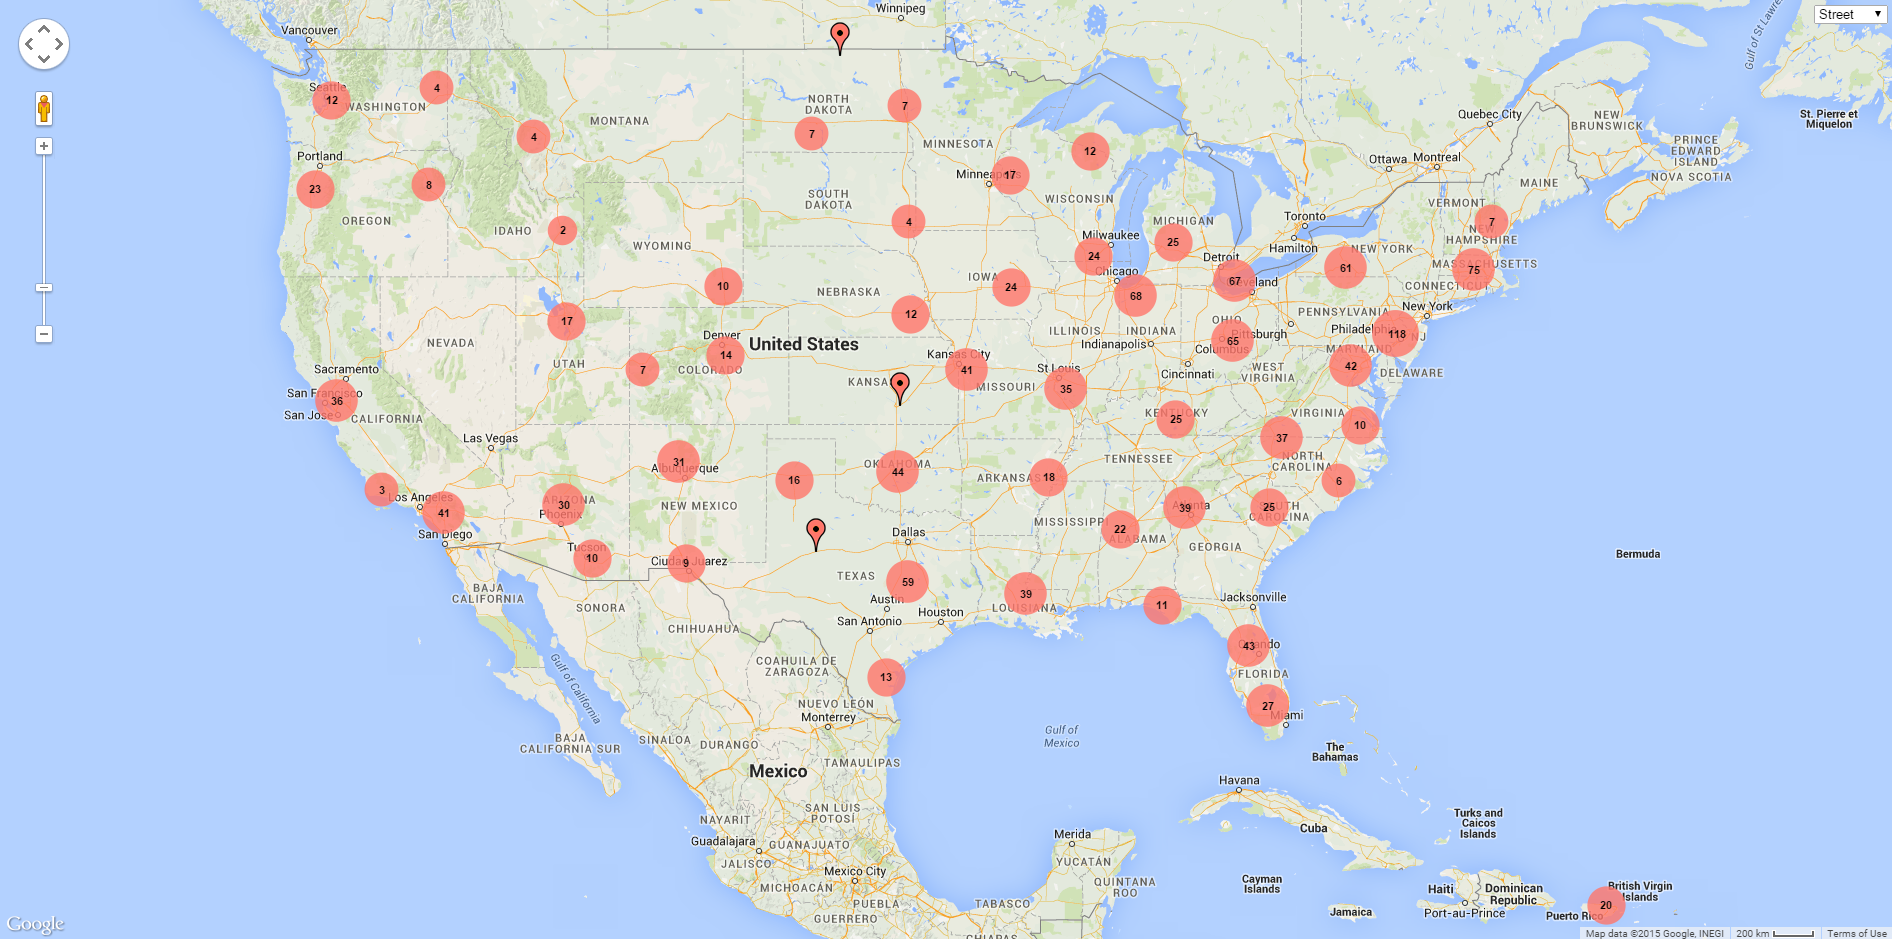 Winnipeg
Street
Vancouver
Gulf of St Lawre
Seattle
12
WASHINGTON
4
NORTH
DAKOTA
7
7
MONTANA
4
MINNESOTA
12
Quebec City
NEW
BRUNSWICK
St. Pierre et
Miquelon
PRINCE
EDWARD
ISLAND
NOVA SCOTIA
Portland
23
8
OREGON
IDAHO
2
SOUTH
DAKOTA
4
Minneapolis
17
WISCONSIN
Ottawa
Montreal
MAINE
VERMONT
7
NEW
HAMPSHIRE
Toronto
Hamilton
NEW YORK
MICHIGAN
25
Milwaukee
24
Chicago
Detroit
67
Cleveland
61
MASSACHUSETTS
75
CONNECTICUT
WYOMING
10
NEBRASKA
IOWA
24
68
New York
PENNSYLVANIA
Philadelphia
118
NJ
17
12
NEVADA
UTAH
7
Denver
14
COLORADO
United States
ILLINOIS
INDIANA
Indianapolis
OHIO
Pittsburgh
65
Columbus
MARYLAND
42
DELAWARE
WEST
VIRGINIA
Cincinnati
Kansas City
41
MISSOURI
St Louis
35
KANSAS
Sacramento
San Francisco
36
San Jose
CALIFORNIA
Las Vegas
KENTUCKY
25
VIRGINIA
10
37
NORTH
CAROLINA
6
TENNESSEE
31
Albuquerque
16
OKLAHOMA
44
ARKANSAS
18
3
Los Angeles
41
San Diego
ARIZONA
30
Phoenix
NEW MEXICO
Tucson
10
Ciudad Juarez
9
Dallas
MISSISSIPPI
22
ALABAMA
Atlanta
39
GEORGIA
25
SOUTH
CAROLINA
Bermuda
BAJA
CALIFORNIA
SONORA
CHIHUAHUA
TEXAS
59
Austin
Houston
San Antonio
39
LOUISIANA
11
Jacksonville
43
Orlando
FLORIDA
27
Miami
Gulf of California
COAHUILA DE
ZARAGOZA
13
NUEVO LEÓN
Monterrey
BAJA
CALIFORNIA SUR
SINALOA
DURANGO
Mexico
TAMAULIPAS
Gulf of
Mexico
The
Bahamas
Havana
Cuba
Turks and
Caicos
Islands
NAYARIT
SAN LUIS
POTOSÍ
Guadalajara
GUANAJUATO
JALISCO
Mexico City
MICHOACÁN
PUEBLA
GUERRERO
TABASCO
Merida
YUCATÁN
QUINTANA
ROO
Cayman
Islands
Jamaica
Haiti
Port-au-Prince
Dominican
Republic
Puerto Rico
20
British Virgin
Islands
Google
Map data ©2015 Google, INEGI
200 km
Terms of Use